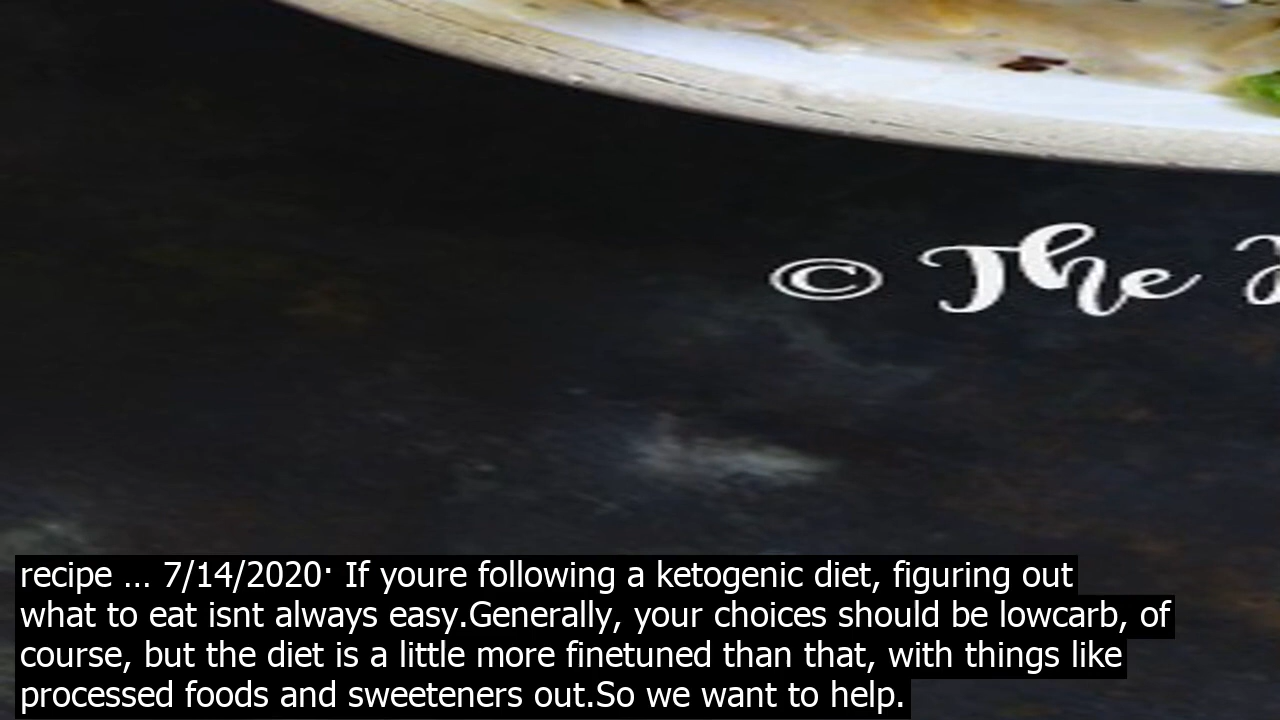 © The
recipe ... 7/14/2020· If youre following a ketogenic diet, figuring out
what to eat isnt always easy.Generally, your choices should be lowcarb, of
course, but the diet is a little more finetuned than that, with things like
processed foods and sweeteners out.So we want to help.